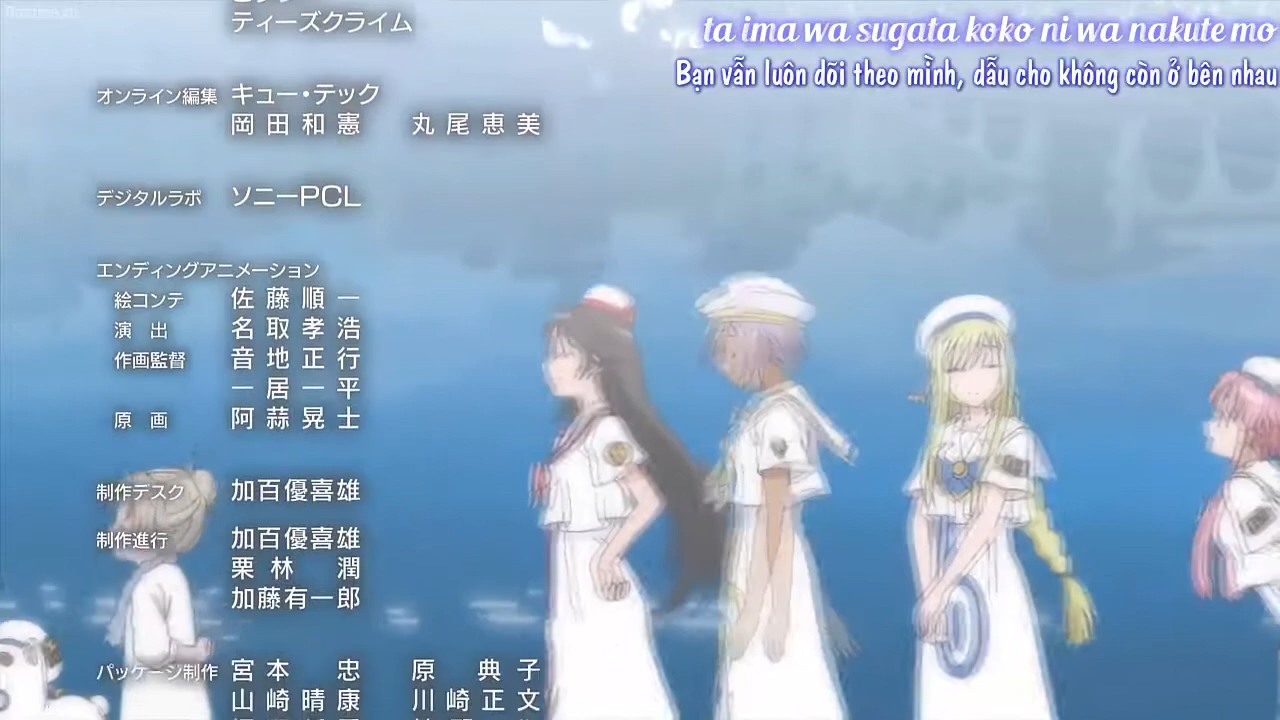 ティーズクライム
ta ima wa sugata koko ni wa nakute mo
Bạn vẫn luôn dõi theo mình, dẫu cho không còn ở bên nhau
オンライン編集 キュー・テック
岡田和憲 丸尾恵美
デジタルラボ ソニーPCL
エンディングアニメーション
絵コンテ 佐藤順一
演出 名取孝浩
作画監督 音地正行
一居一平
原画 阿蒜晃士
制作デスク 加百優喜雄
制作進行 加百優喜雄
栗林 潤
加藤有一郎
パッケージ制作 宮本 忠 原 典子
山崎晴康 川崎正文